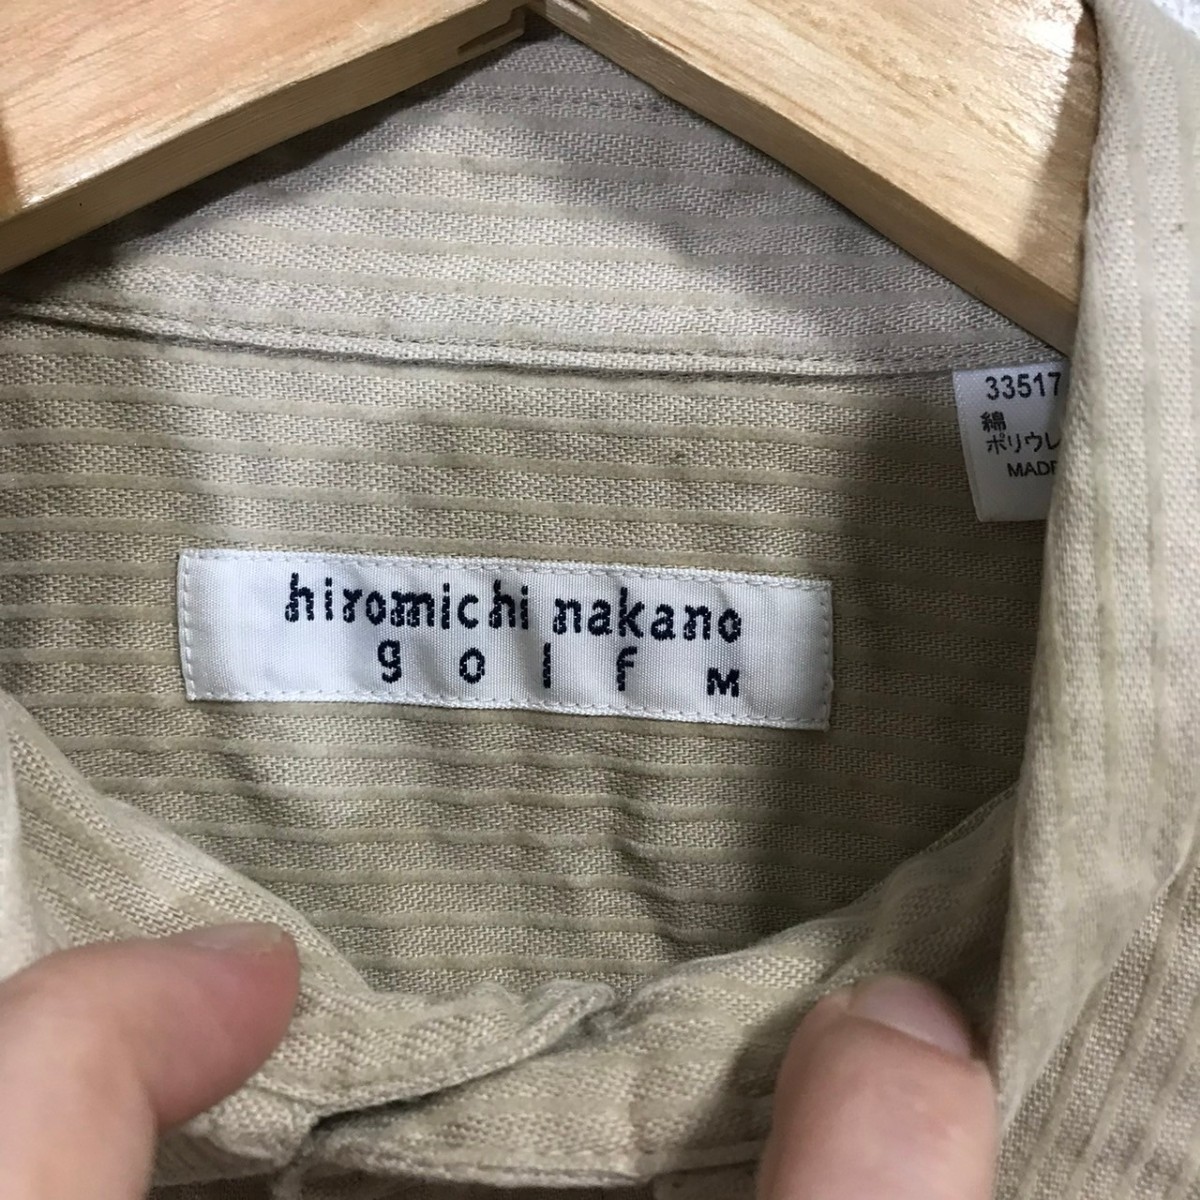 hiromichi nakano
golf M
33517
綿
ポリウレ
MADE